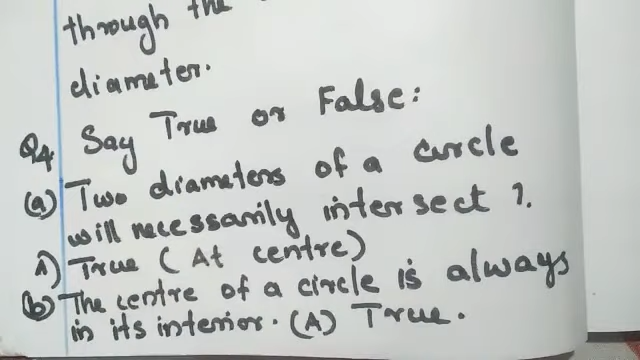 through the
diameter.
Q4 Say True or False:
(a) Two diameters of a circle
will necessarily intersect ?.
A) True ( At centre)
(b) The centre of a circle is always
in its interior. (A) True.